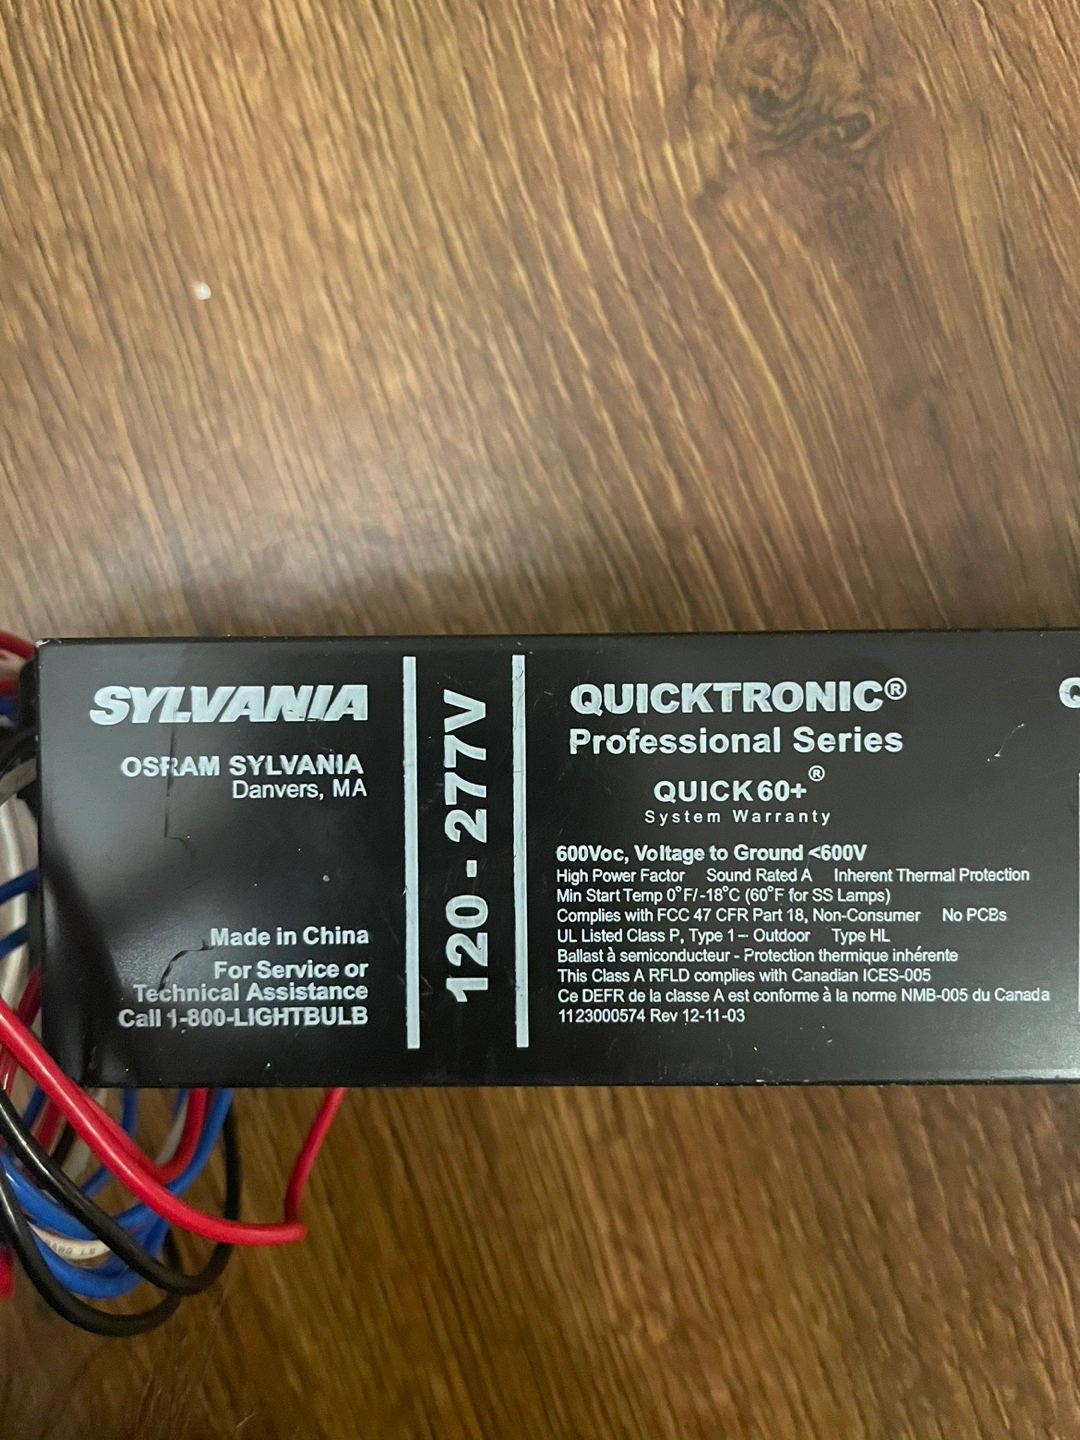 SYLVANIA
OSRAM SYLVANIA
Danvers, MA
Made in China
For Service or
Technical Assistance
Call 1-800-LIGHTBULB
120 - 277V
QUICKTRONIC®
Professional Series
QUICK60+®
System Warranty
600Voc, Voltage to Ground <600V
High Power Factor Sound Rated A Inherent Thermal Protection
Min Start Temp 0°F/-18°C (60°F for SS Lamps)
Complies with FCC 47 CFR Part 18, Non-Consumer No PCBs
UL Listed Class P, Type 1 – Outdoor Type HL
Ballast à semiconducteur - Protection thermique inhérente
This Class A RFLD complies with Canadian ICES-005
Ce DEFR de la classe A est conforme à la norme NMB-005 du Canada
1123000574 Rev 12-11-03